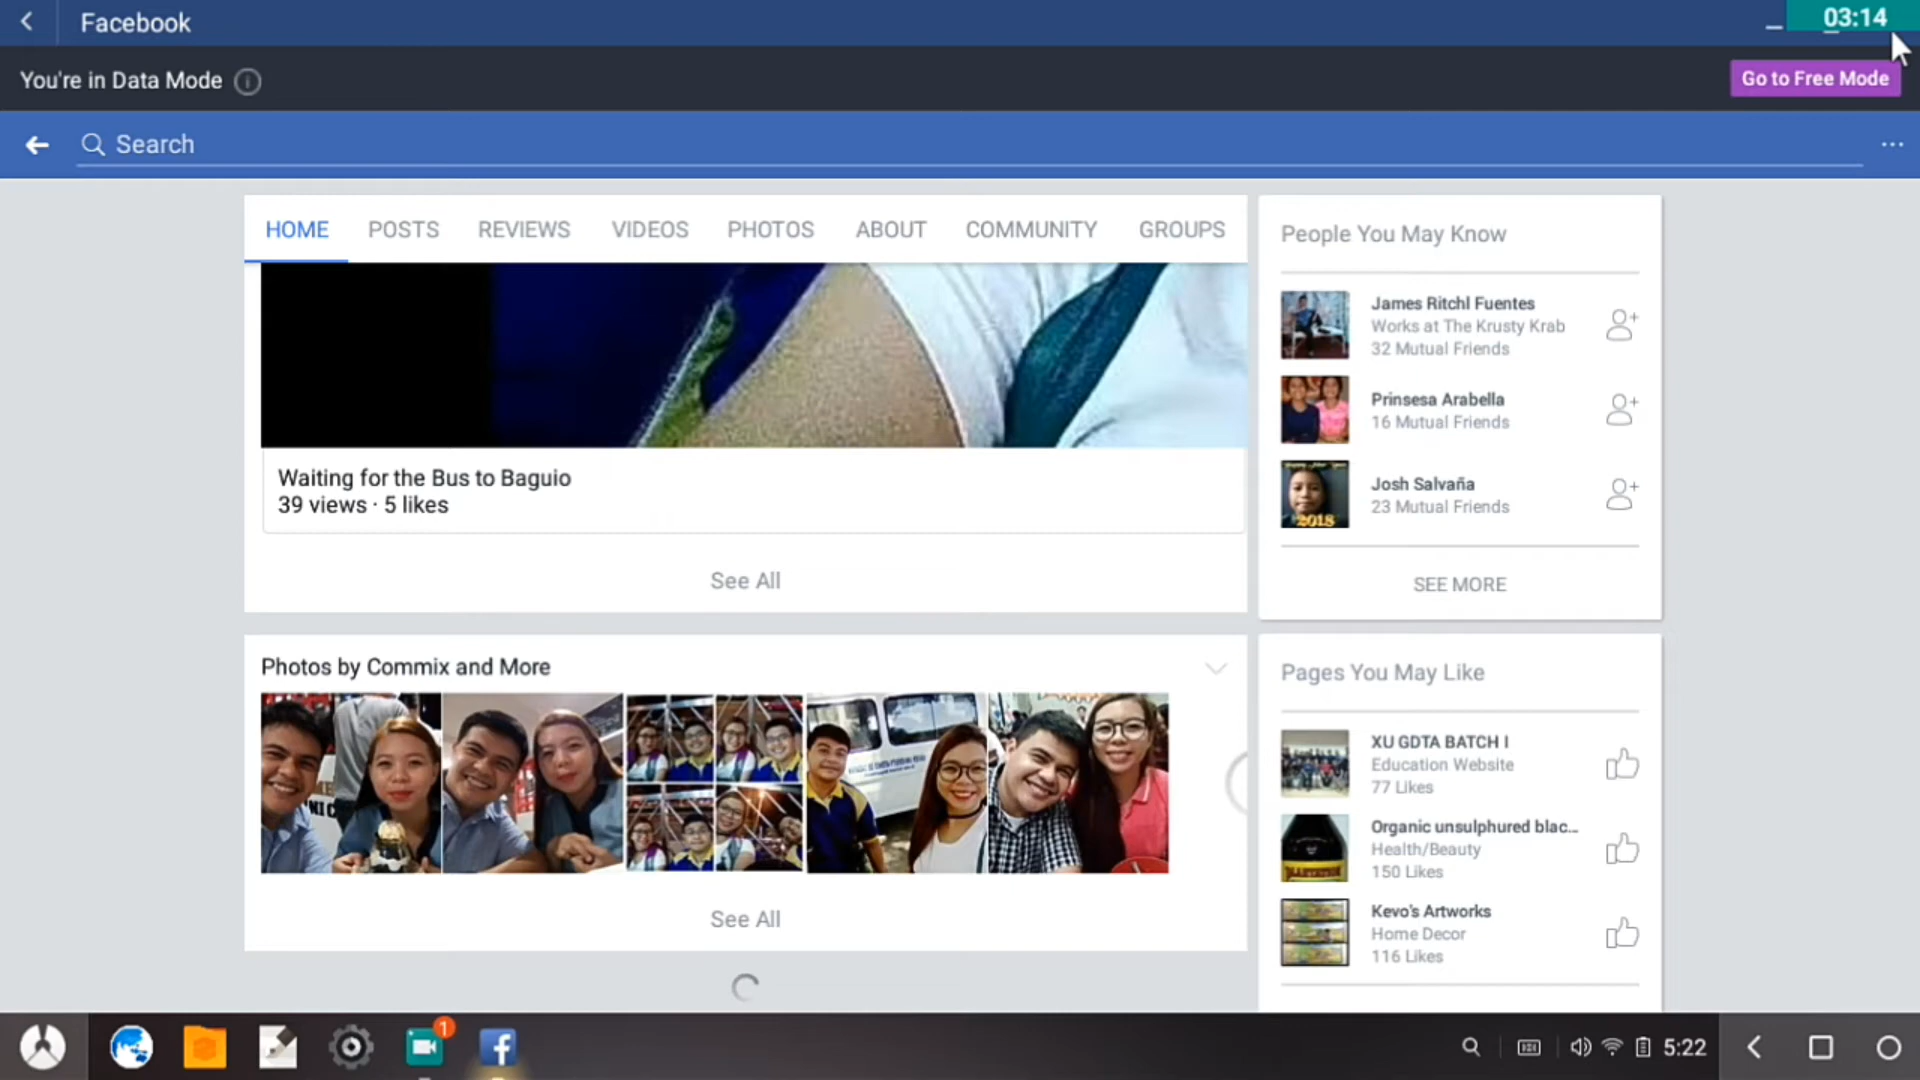 Facebook
03:14
You're in Data Mode
Go to Free Mode
Search
HOME POSTS REVIEWS VIDEOS PHOTOS ABOUT COMMUNITY GROUPS
Waiting for the Bus to Baguio
39 views · 5 likes
See All
Photos by Commix and More
See All
People You May Know
James Ritchl Fuentes
Works at The Krusty Krab
32 Mutual Friends
Prinsesa Arabella
16 Mutual Friends
Josh Salvaña
23 Mutual Friends
2018
SEE MORE
Pages You May Like
XU GDTA BATCH I
Education Website
77 Likes
Organic unsulphured blac...
Health/Beauty
150 Likes
PLANTATION
Kevo's Artworks
Home Decor
116 Likes
1
5:22